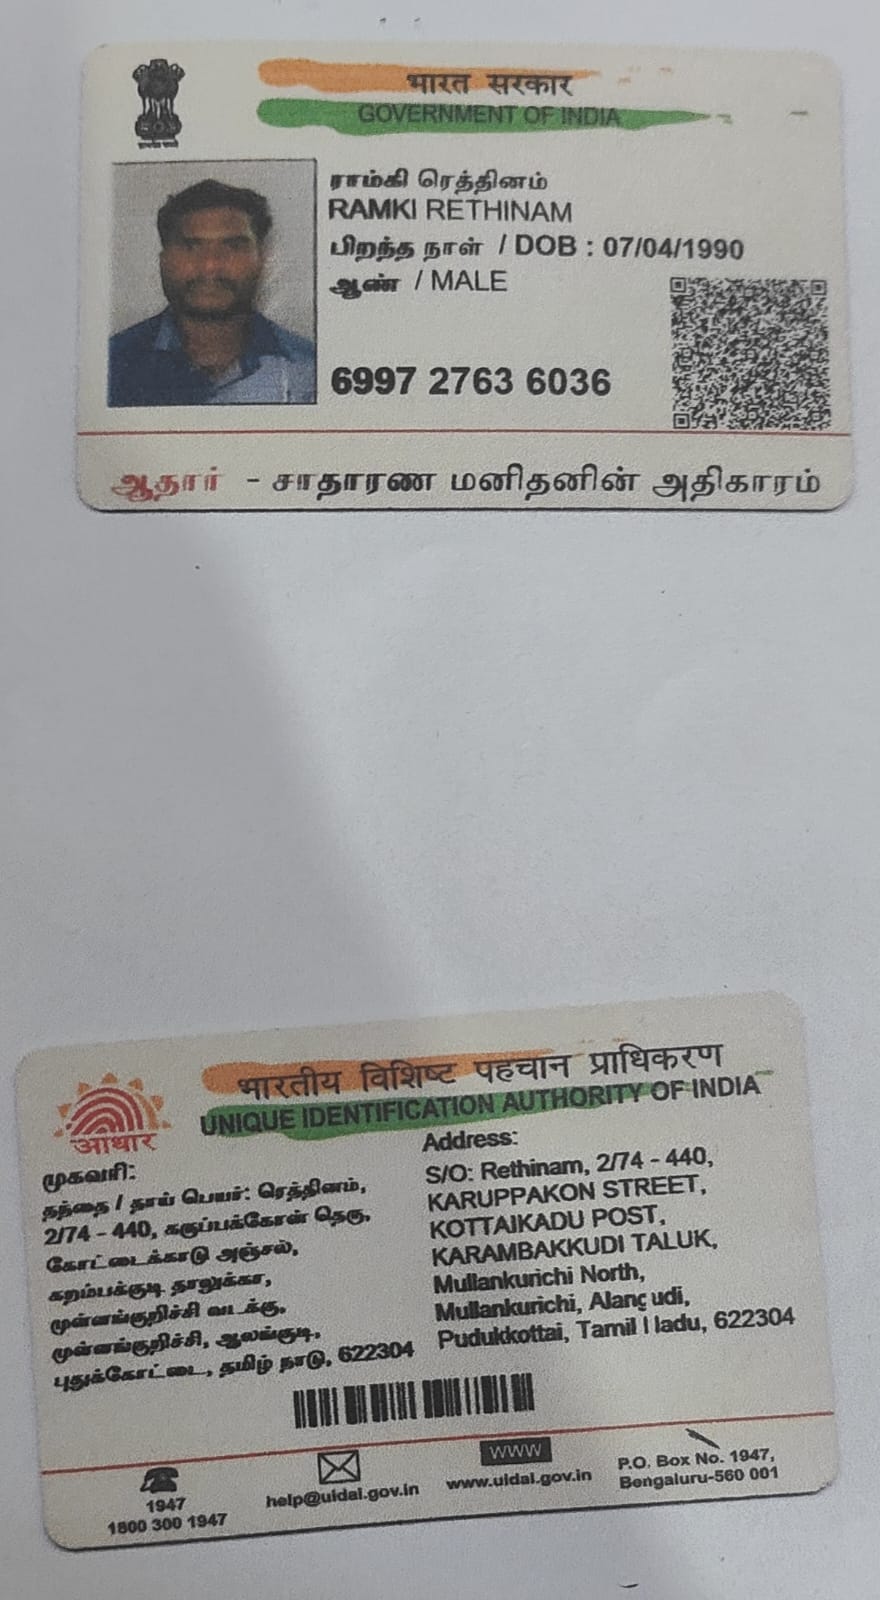 भारत सरकार
GOVERNMENT OF INDIA
ராம்கி ரெத்தினம்
RAMKI RETHINAM
பிறந்த நாள் / DOB : 07/04/1990
ஆண் / MALE
6997 2763 6036
ஆதார் - சாதாரண மனிதனின் அதிகாரம்
भारतीय विशिष्ट पहचान प्राधिकरण
UNIQUE IDENTIFICATION AUTHORITY OF INDIA
आधार
முகவரி:
தந்தை / தாய் பெயர்: ரெத்தினம்,
2/74 - 440, கருப்பக்கோன் தெரு,
கோட்டைக்காடு அஞ்சல்,
கறம்பக்குடி தாலுக்கா,
முள்ளங்குறிச்சி வடக்கு,
முள்ளங்குறிச்சி, ஆலங்குடி,
புதுக்கோட்டை, தமிழ் நாடு, 622304
Address:
S/O: Rethinam, 2/74 - 440,
KARUPPAKON STREET,
KOTTAIKADU POST,
KARAMBAKKUDI TALUK,
Mullankurichi North,
Mullankurichi, Alangudi,
Pudukkottai, Tamil Nadu, 622304
1947
1800 300 1947
help@uidai.gov.in
WWW
www.uidai.gov.in
P.O. Box No. 1947,
Bengaluru-560 001